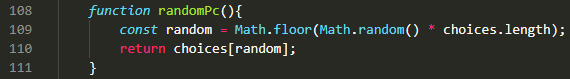 108 function randomPc(){
109 const random = Math.floor(Math.random() * choices.length);
110 return choices[random];
111 }